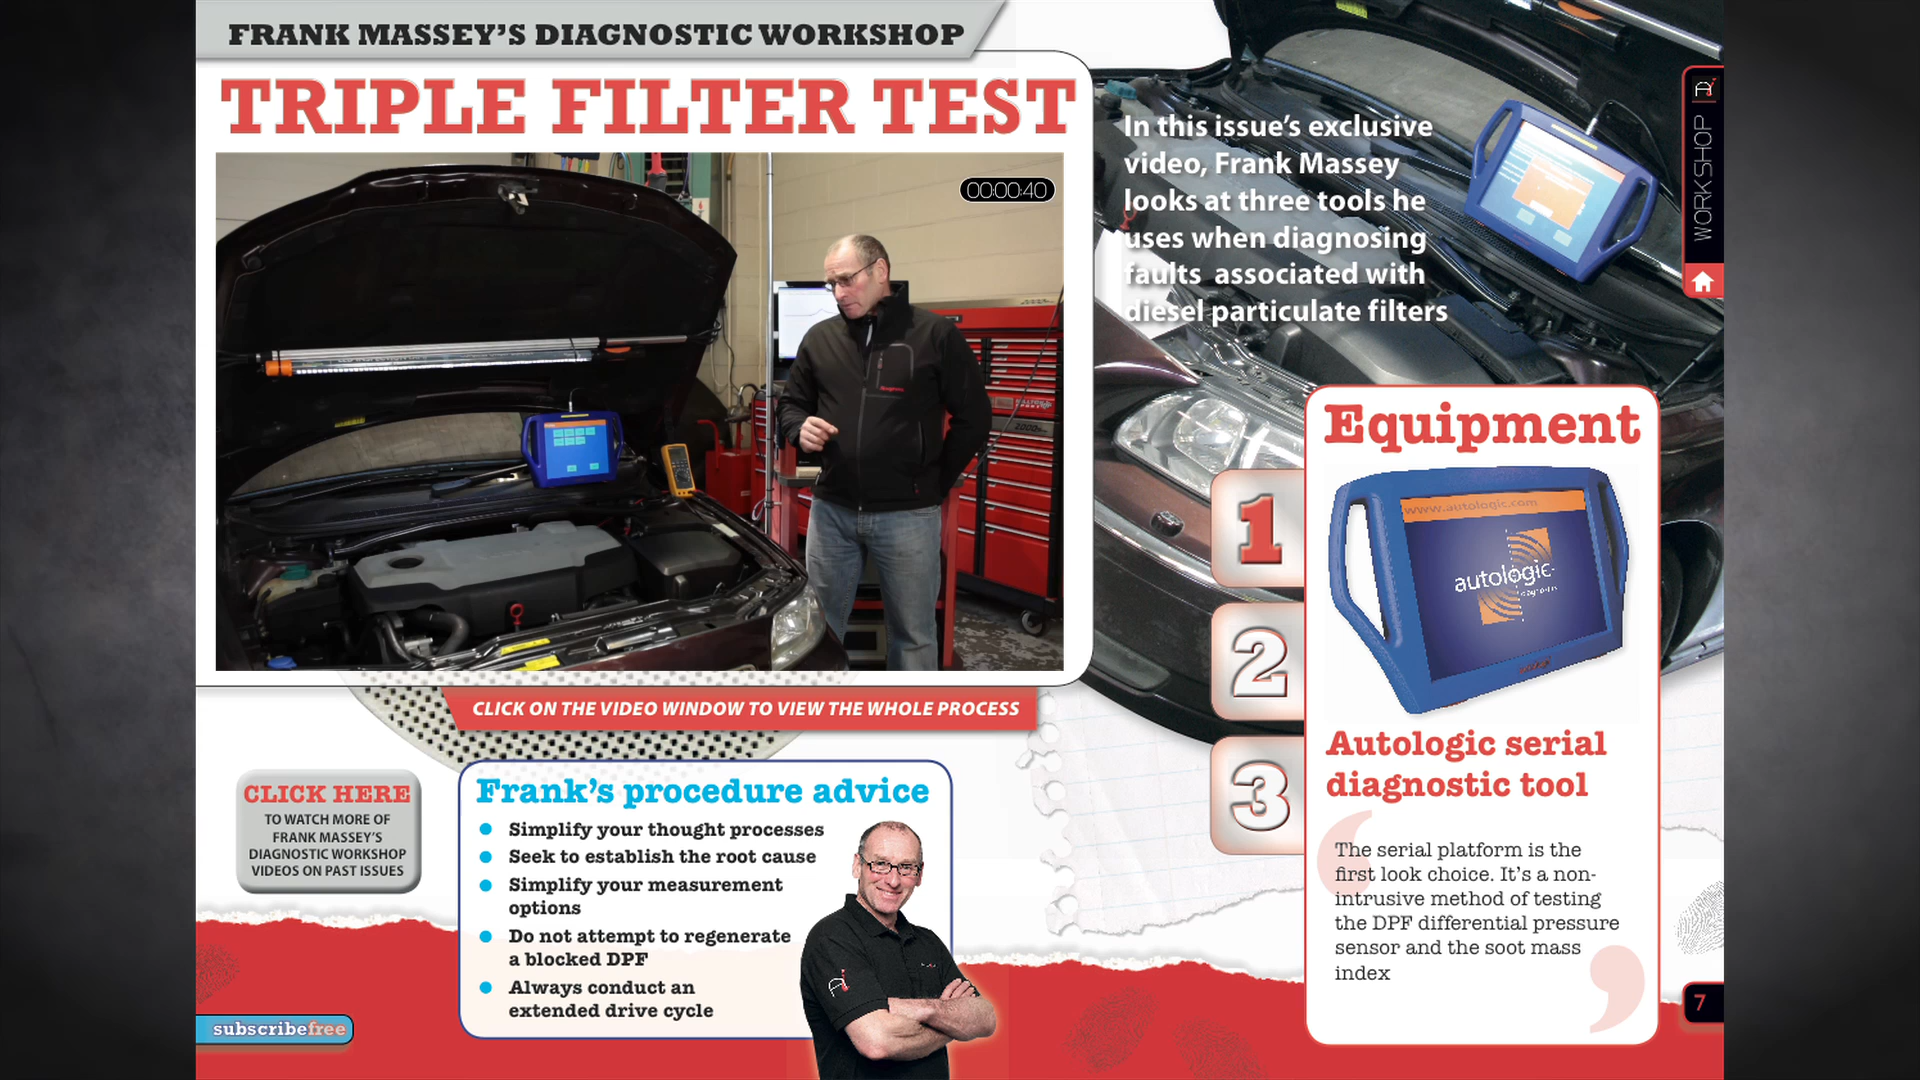 FRANK MASSEY'S DIAGNOSTIC WORKSHOP
TRIPLE FILTER TEST
00:00:40
In this issue's exclusive
video, Frank Massey
looks at three tools he
uses when diagnosing
faults associated with
diesel particulate filters
WORKSHOP
CLICK ON THE VIDEO WINDOW TO VIEW THE WHOLE PROCESS
CLICK HERE
TO WATCH MORE OF
FRANK MASSEY'S
DIAGNOSTIC WORKSHOP
VIDEOS ON PAST ISSUES
Frank's procedure advice
Simplify your thought processes
Seek to establish the root cause
Simplify your measurement
options
Do not attempt to regenerate
a blocked DPF
Always conduct an
extended drive cycle
subscribefree
1
2
3
Equipment
www.autologic.com
autologic
diagnostics
Autologic serial
diagnostic tool
The serial platform is the
first look choice. It's a non-
intrusive method of testing
the DPF differential pressure
sensor and the soot mass
index
7